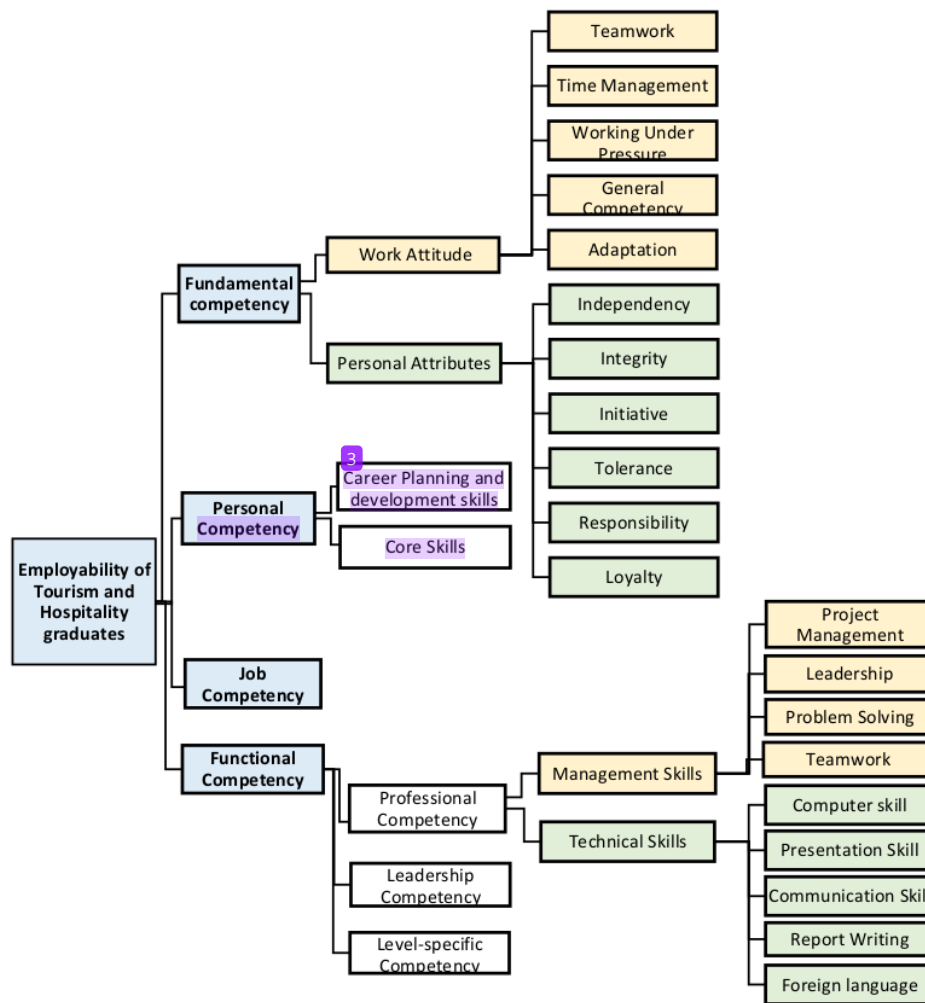 Teamwork
Time Management
Working Under
Pressure
General
Competency
Work Attitude
Adaptation
Fundamental
competency
Independency
Personal Attributes
Integrity
Initiative
3
Career Planning and
development skills
Tolerance
Personal
Competency
Responsibility
Core Skills
Loyalty
Employability of
Tourism and
Hospitality
graduates
Project
Management
Job
Competency
Leadership
Problem Solving
Functional
Competency
Management Skills
Teamwork
Professional
Competency
Computer skill
Technical Skills
Presentation Skill
Leadership
Competency
Communication Skil
Report Writing
Level-specific
Competency
Foreign language